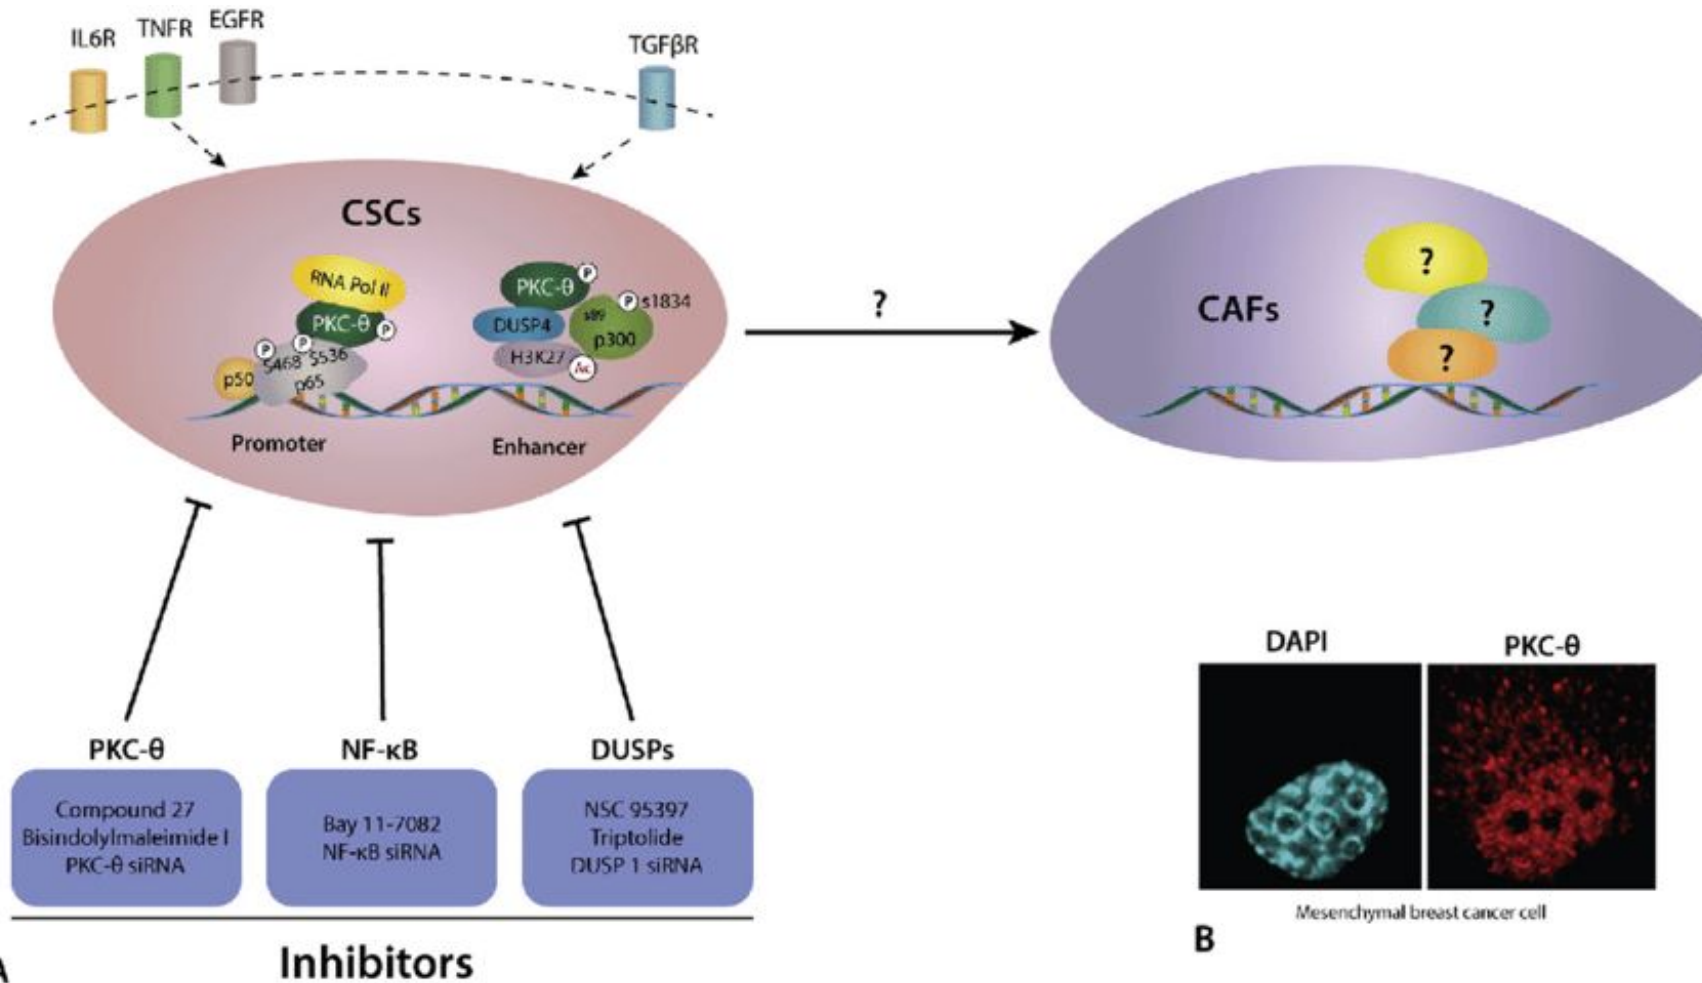 IL6R
TNFR
EGFR
TGFβR
CSCs
RNA Pol II
PKC-θ
P
P
P
S468
S536
p50
p65
PKC-θ
P
P
s1834
DUSP4
s89
p300
H3K27
Ac
Promoter
Enhancer
?
CAFs
?
?
?
PKC-θ
Compound 27
Bisindolylmaleimide I
PKC-θ siRNA
NF-κB
Bay 11-7082
NF-κB siRNA
DUSPs
NSC 95397
Triptolide
DUSP 1 siRNA
Inhibitors
A
DAPI
PKC-θ
Mesenchymal breast cancer cell
B